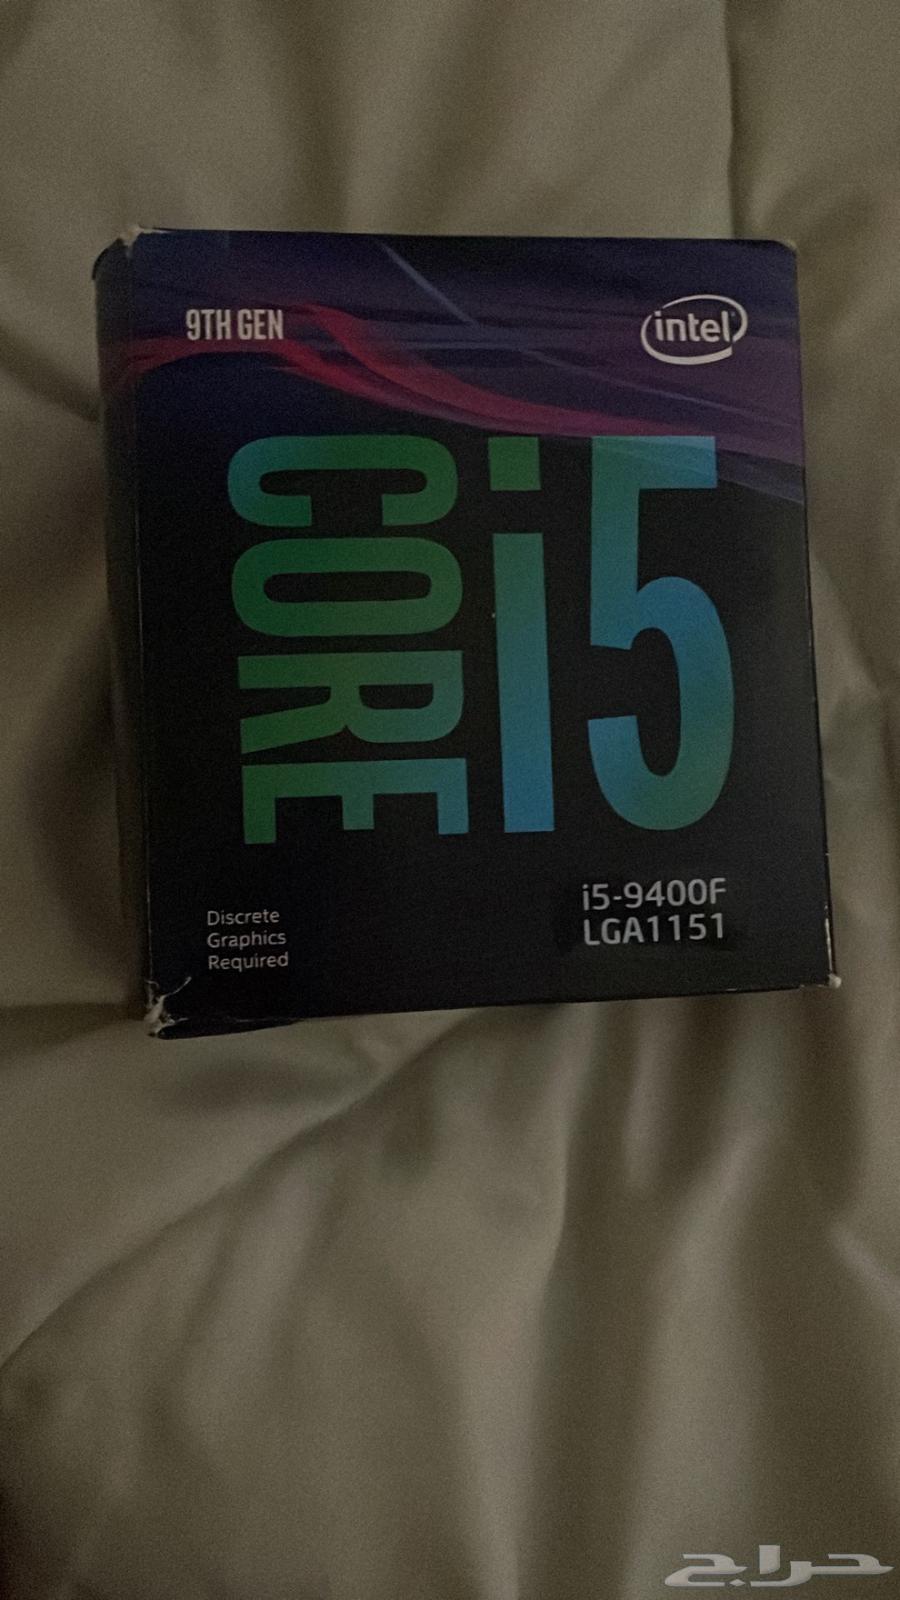 9TH GEN
intel
CORE i5
i5-9400F
LGA1151
Discrete
Graphics
Required
حراج